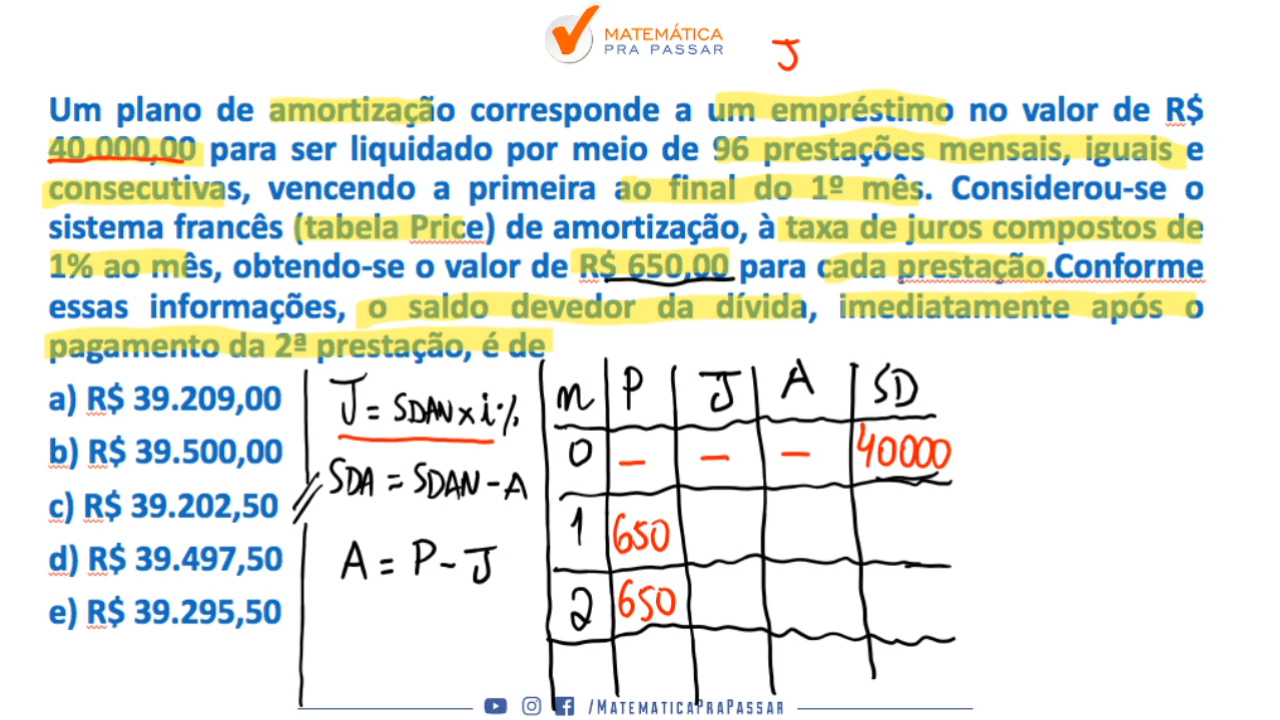 MATEMÁTICA
PRA PASSAR
J
Um plano de amortização corresponde a um empréstimo no valor de R$
40.000,00 para ser liquidado por meio de 96 prestações mensais, iguais e
consecutivas, vencendo a primeira ao final do 1º mês. Considerou-se o
sistema francês (tabela Price) de amortização, à taxa de juros compostos de
1% ao mês, obtendo-se o valor de R$ 650,00 para cada prestação.Conforme
essas informações, o saldo devedor da dívida, imediatamente após o
pagamento da 2ª prestação, é de
a) R$ 39.209,00
b) R$ 39.500,00
c) R$ 39.202,50
d) R$ 39.497,50
e) R$ 39.295,50
J = SDAN x i%
SDA = SDAN - A
A = P - J
n P J A SD
0 - - - 40000
1 650
2 650
/MATEMATICAPRAPASSAR